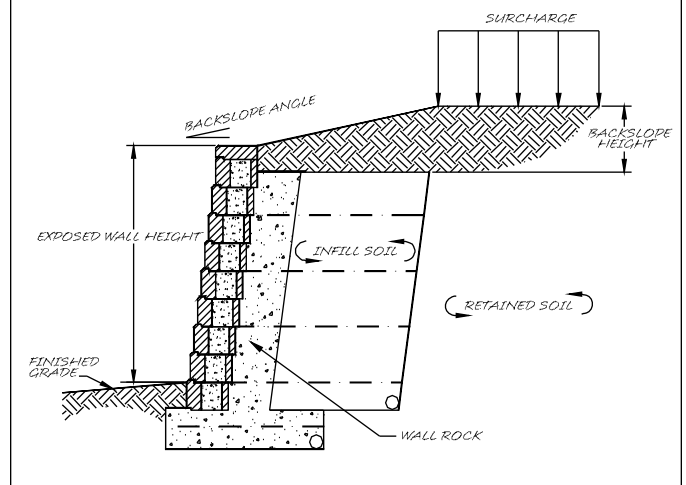 SURCHARGE
BACKSLOPE ANGLE
BACKSLOPE
HEIGHT
EXPOSED WALL HEIGHT
INFILL SOIL
RETAINED SOIL
FINISHED
GRADE
WALL ROCK